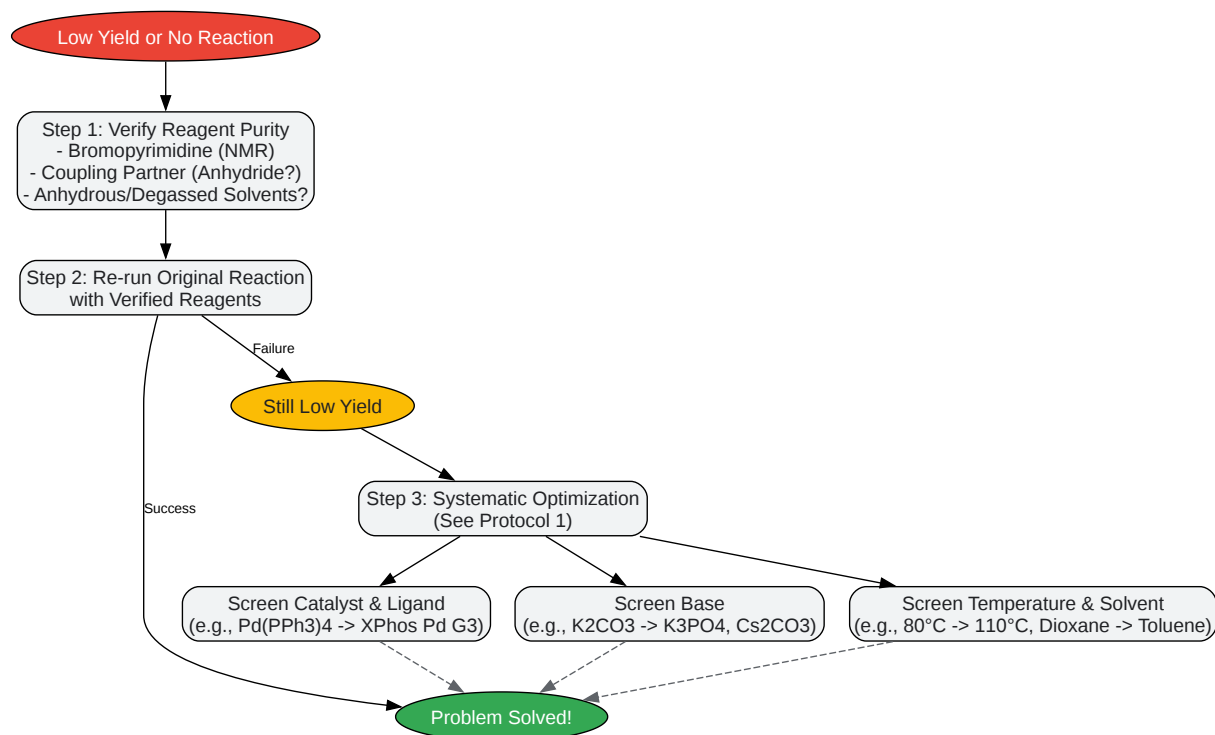 Low Yield or No Reaction
Step 1: Verify Reagent Purity
- Bromopyrimidine (NMR)
- Coupling Partner (Anhydride?)
- Anhydrous/Degassed Solvents?
Step 2: Re-run Original Reaction
with Verified Reagents
Failure
Still Low Yield
Success
Step 3: Systematic Optimization
(See Protocol 1)
Screen Catalyst & Ligand
(e.g., Pd(PPh3)4 -> XPhos Pd G3)
Screen Base
(e.g., K2CO3 -> K3PO4, Cs2CO3)
Screen Temperature & Solvent
(e.g., 80°C -> 110°C, Dioxane -> Toluene)
Problem Solved!